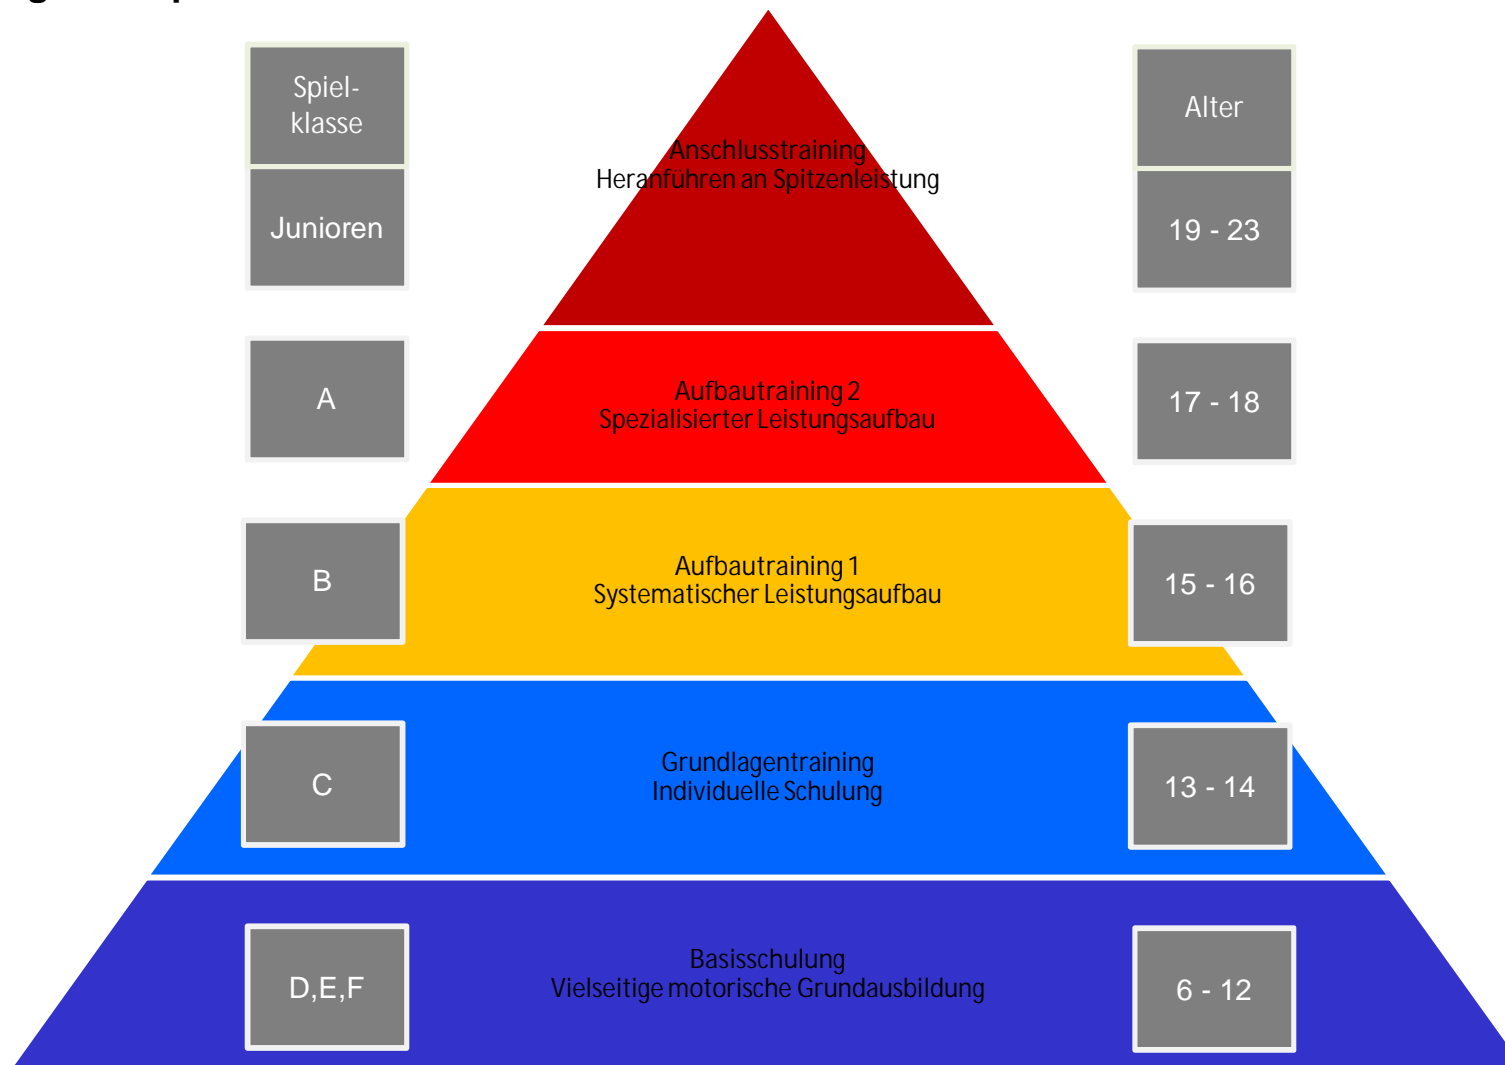 Spiel-
klasse
Alter
Anschlusstraining
Heranführen an Spitzenleistung
Junioren
19 - 23
A
Aufbautraining 2
Spezialisierter Leistungsaufbau
17 - 18
B
Aufbautraining 1
Systematischer Leistungsaufbau
15 - 16
C
Grundlagentraining
Individuelle Schulung
13 - 14
D,E,F
Basisschulung
Vielseitige motorische Grundausbildung
6 - 12